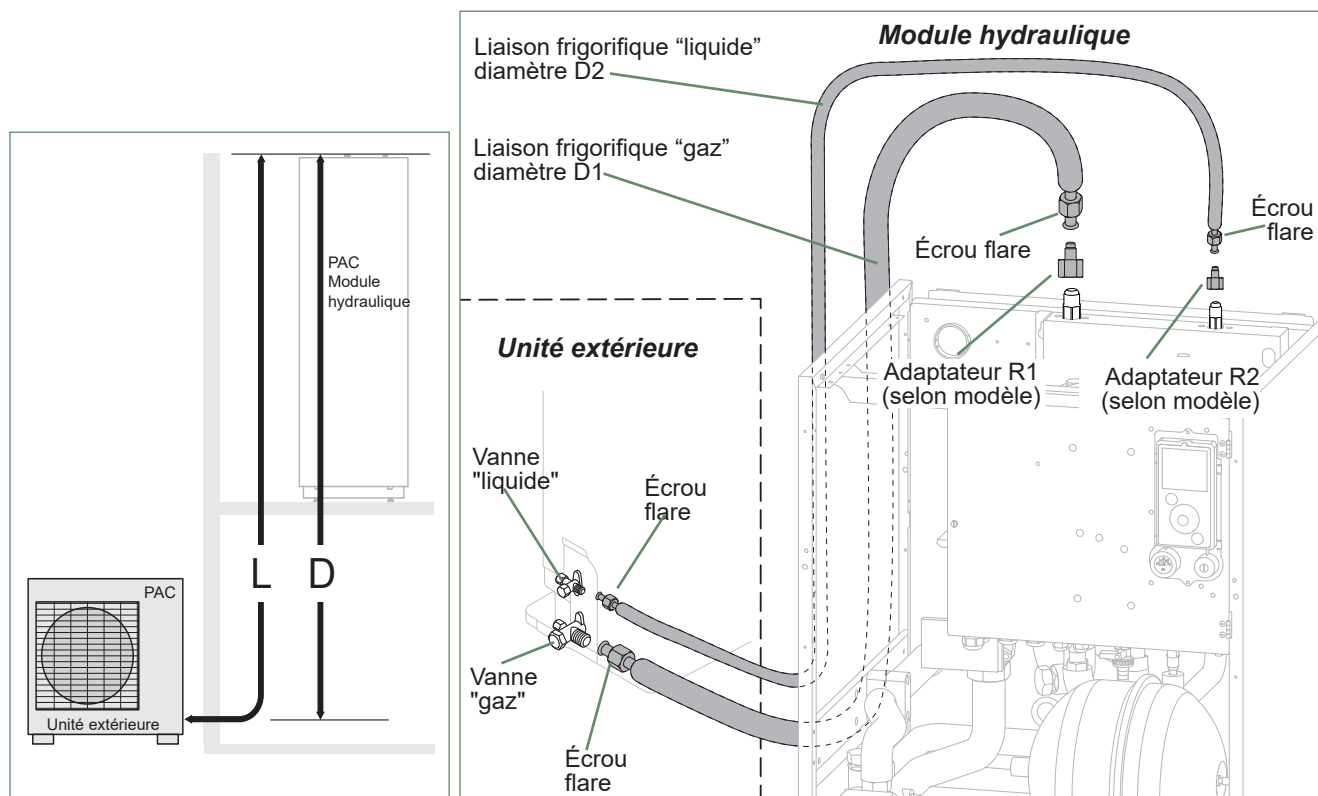 PAC
Module
hydraulique
L
D
PAC
Unité extérieure
Module hydraulique
Liaison frigorifique “liquide”
diamètre D2
Liaison frigorifique “gaz”
diamètre D1
Écrou flare
Écrou
flare
Adaptateur R1
(selon modèle)
Adaptateur R2
(selon modèle)
Unité extérieure
Vanne
"liquide"
Écrou
flare
Vanne
"gaz"
Écrou
flare